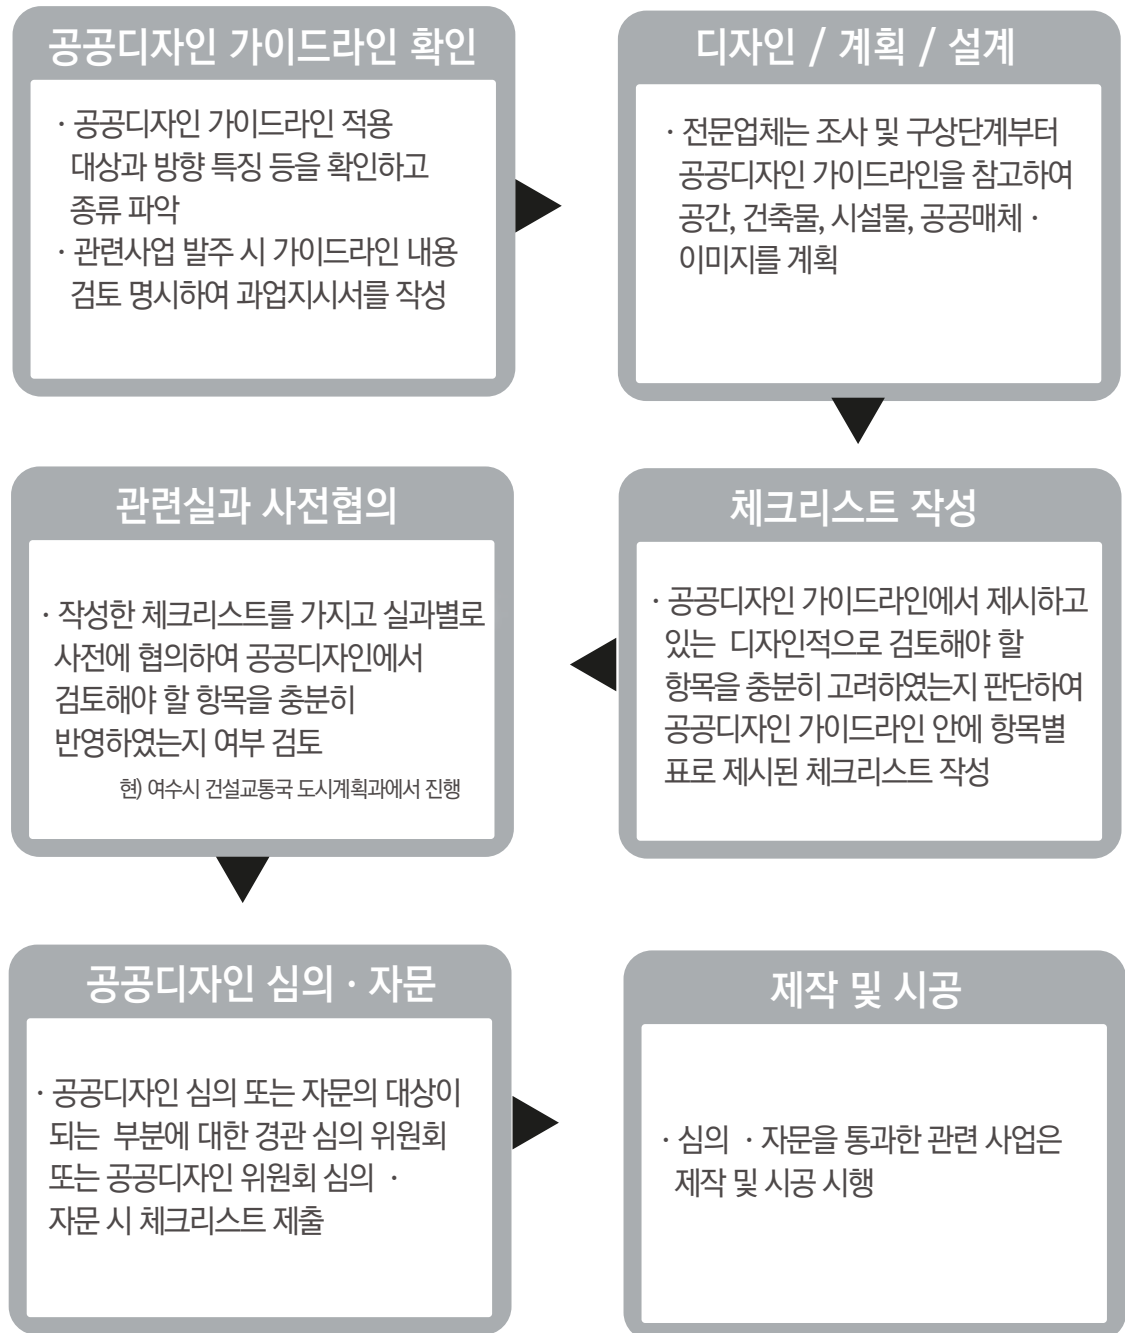 공공디자인 가이드라인 확인
· 공공디자인 가이드라인 적용
대상과 방향 특징 등을 확인하고
종류 파악
· 관련사업 발주 시 가이드라인 내용
검토 명시하여 과업지시서를 작성
디자인 / 계획 / 설계
· 전문업체는 조사 및 구상단계부터
공공디자인 가이드라인을 참고하여
공간, 건축물, 시설물, 공공매체 ·
이미지를 계획
체크리스트 작성
· 공공디자인 가이드라인에서 제시하고
있는 디자인적으로 검토해야 할
항목을 충분히 고려하였는지 판단하여
공공디자인 가이드라인 안에 항목별
표로 제시된 체크리스트 작성
관련실과 사전협의
· 작성한 체크리스트를 가지고 실과별로
사전에 협의하여 공공디자인에서
검토해야 할 항목을 충분히
반영하였는지 여부 검토
현) 여수시 건설교통국 도시계획과에서 진행
공공디자인 심의 · 자문
· 공공디자인 심의 또는 자문의 대상이
되는 부분에 대한 경관 심의 위원회
또는 공공디자인 위원회 심의 ·
자문 시 체크리스트 제출
제작 및 시공
· 심의 · 자문을 통과한 관련 사업은
제작 및 시공 시행